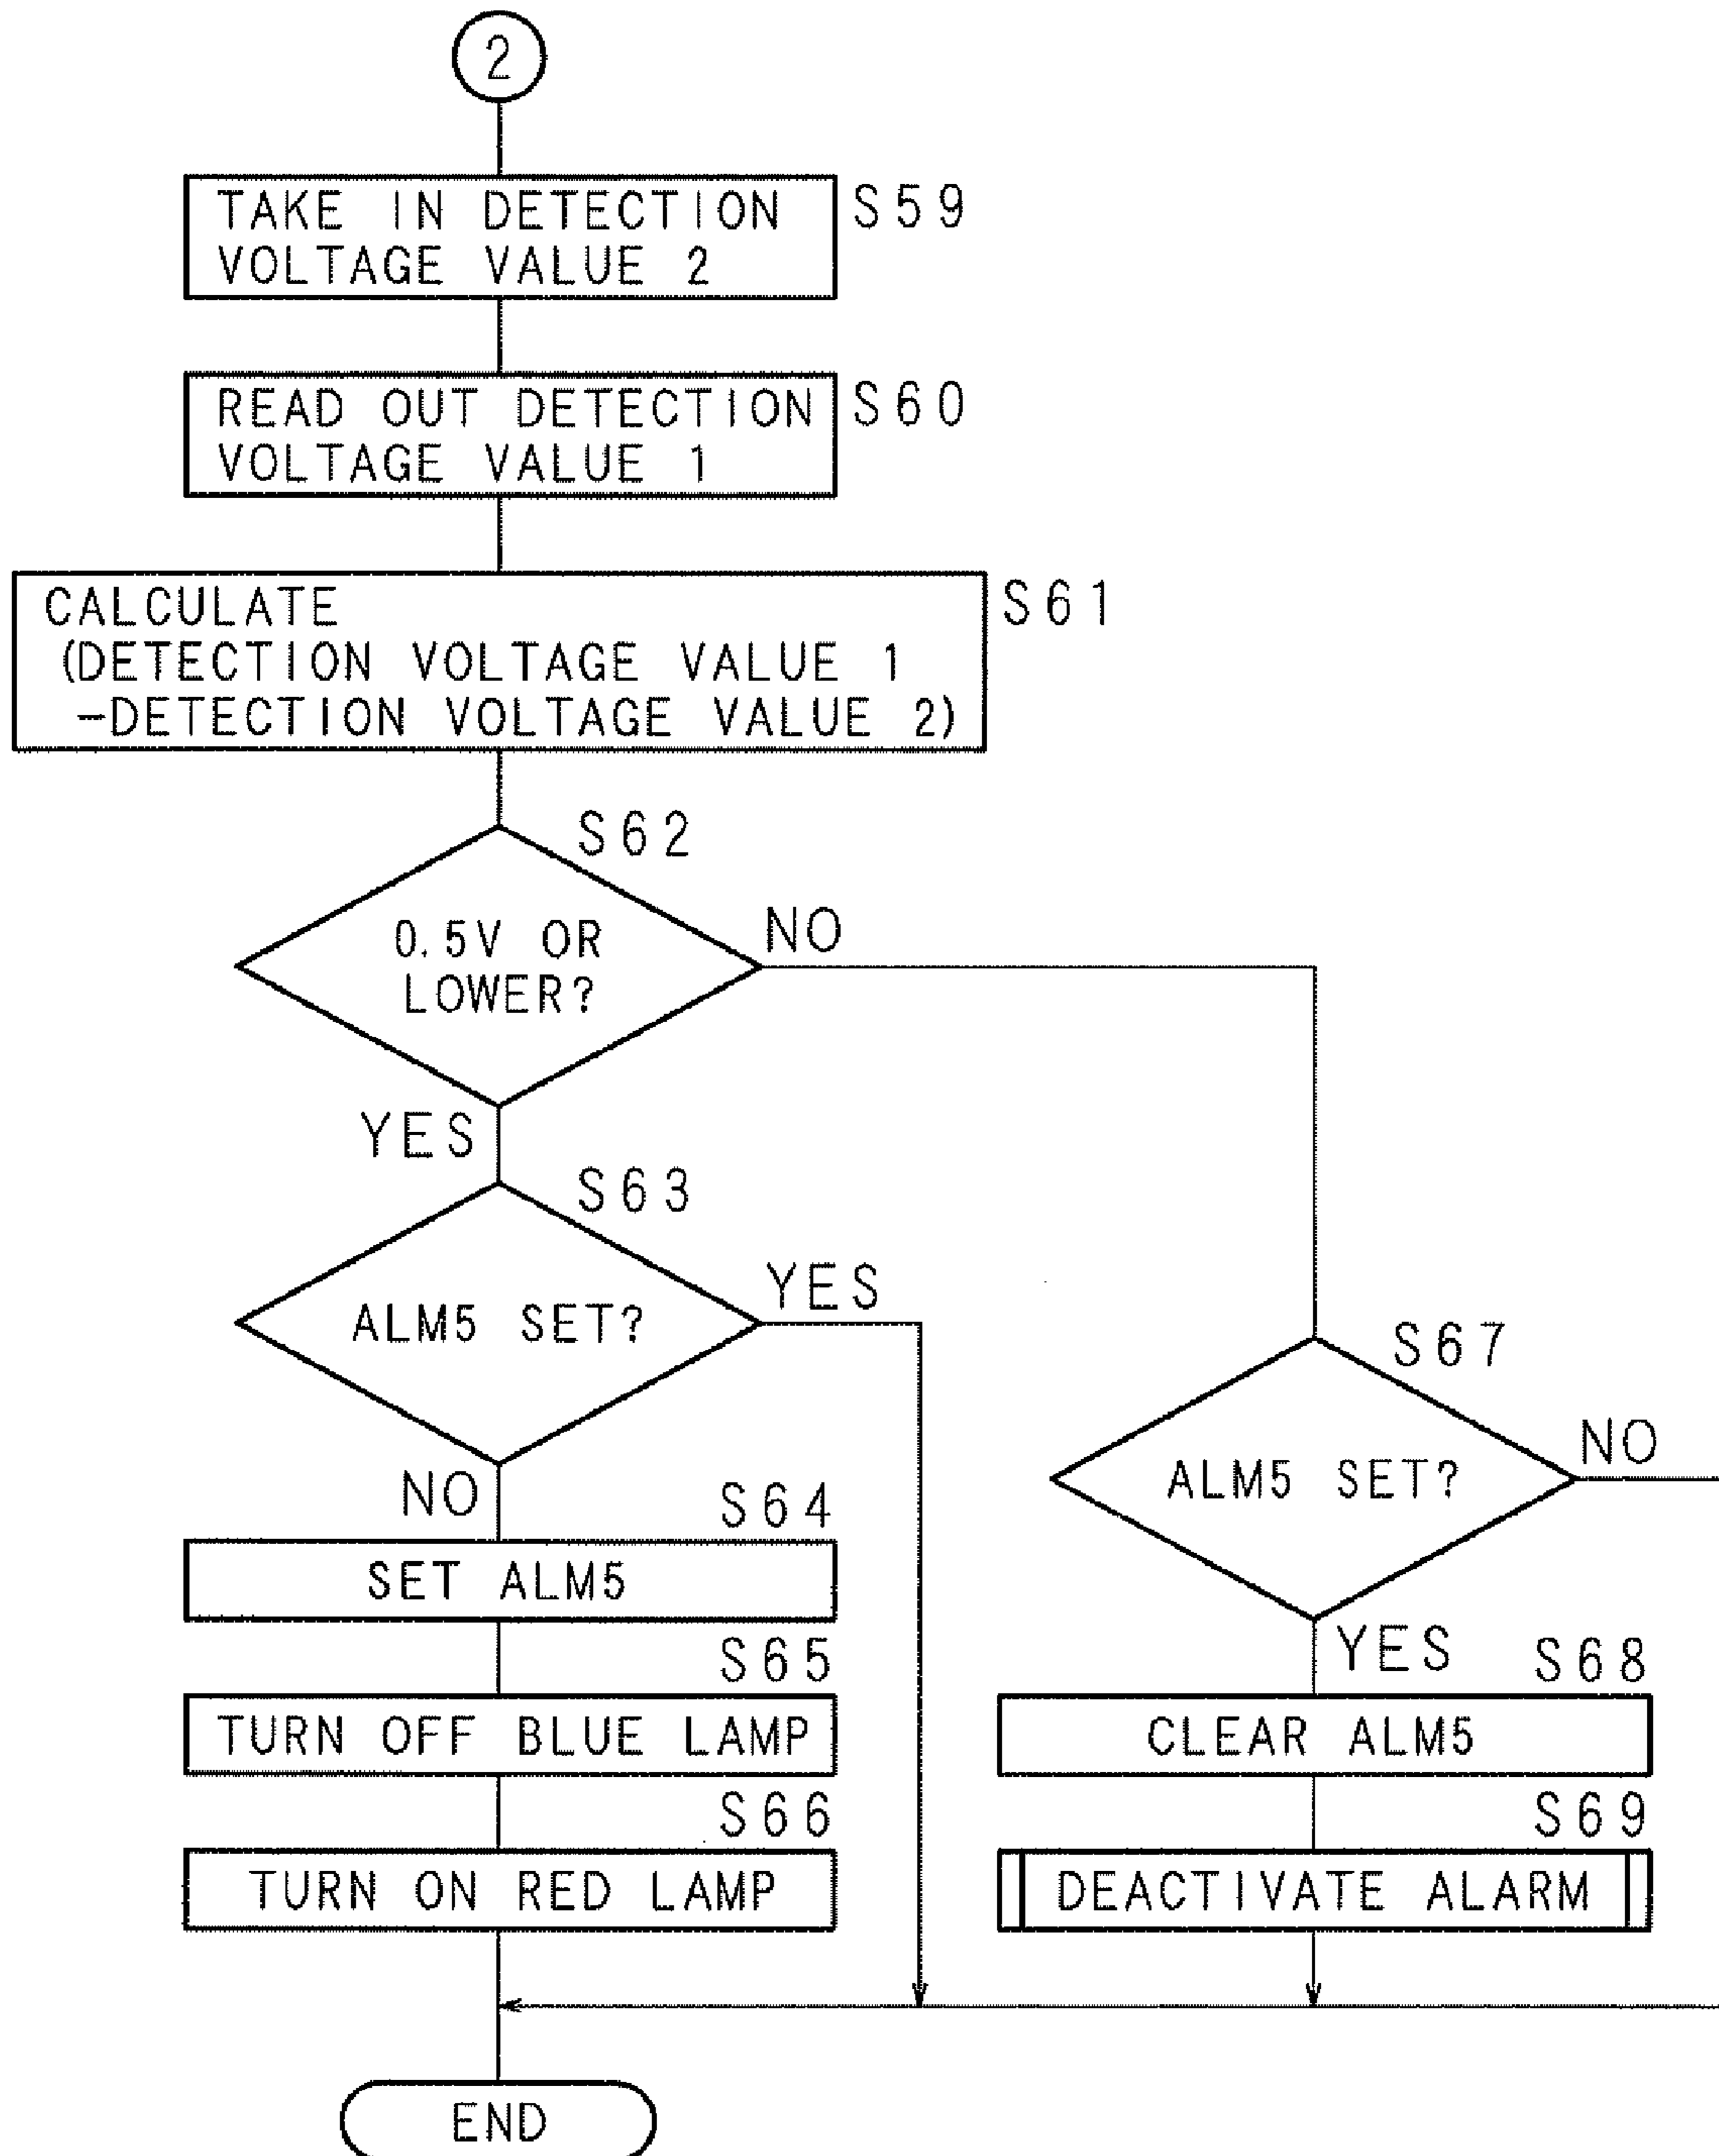 2
TAKE IN DETECTION
VOLTAGE VALUE 2
S59
READ OUT DETECTION
VOLTAGE VALUE 1
S60
CALCULATE
(DETECTION VOLTAGE VALUE 1
-DETECTION VOLTAGE VALUE 2)
S61
S62
0.5V OR
LOWER?
NO
YES
S63
ALM5 SET?
YES
NO
S64
SET ALM5
S65
TURN OFF BLUE LAMP
S66
TURN ON RED LAMP
S67
ALM5 SET?
NO
YES
S68
CLEAR ALM5
S69
DEACTIVATE ALARM
END